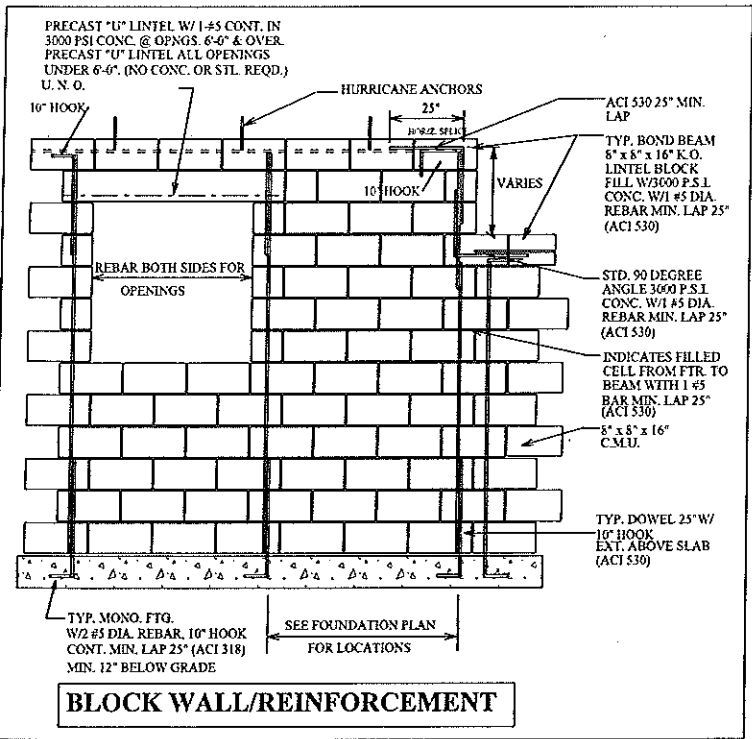 PRECAST "U" LINTEL W/ 1-#5 CONT. IN
3000 PSI CONC. @ OPNGS. 6'-0" & OVER.
PRECAST "U" LINTEL ALL OPENINGS
UNDER 6'-0". (NO CONC. OR STL. REQD.)
U. N. O.
10" HOOK
HURRICANE ANCHORS
25"
HORIZ. SPLICE
ACI 530 25" MIN.
LAP
TYP. BOND BEAM
8" x 8" x 16" K.O.
LINTEL BLOCK
FILL W/3000 P.S.I.
CONC. W/1 #5 DIA.
REBAR MIN. LAP 25"
(ACI 530)
10" HOOK
VARIES
REBAR BOTH SIDES FOR
OPENINGS
STD. 90 DEGREE
ANGLE 3000 P.S.I.
CONC. W/1 #5 DIA.
REBAR MIN. LAP 25"
(ACI 530)
INDICATES FILLED
CELL FROM FTR. TO
BEAM WITH 1 #5
BAR MIN. LAP 25"
(ACI 530)
8" x 8" x 16"
C.M.U.
TYP. DOWEL 25" W/
10" HOOK
EXT. ABOVE SLAB
(ACI 530)
TYP. MONO. FTG.
W/2 #5 DIA. REBAR, 10" HOOK
CONT. MIN. LAP 25" (ACI 318)
MIN. 12" BELOW GRADE
SEE FOUNDATION PLAN
FOR LOCATIONS
BLOCK WALL/REINFORCEMENT